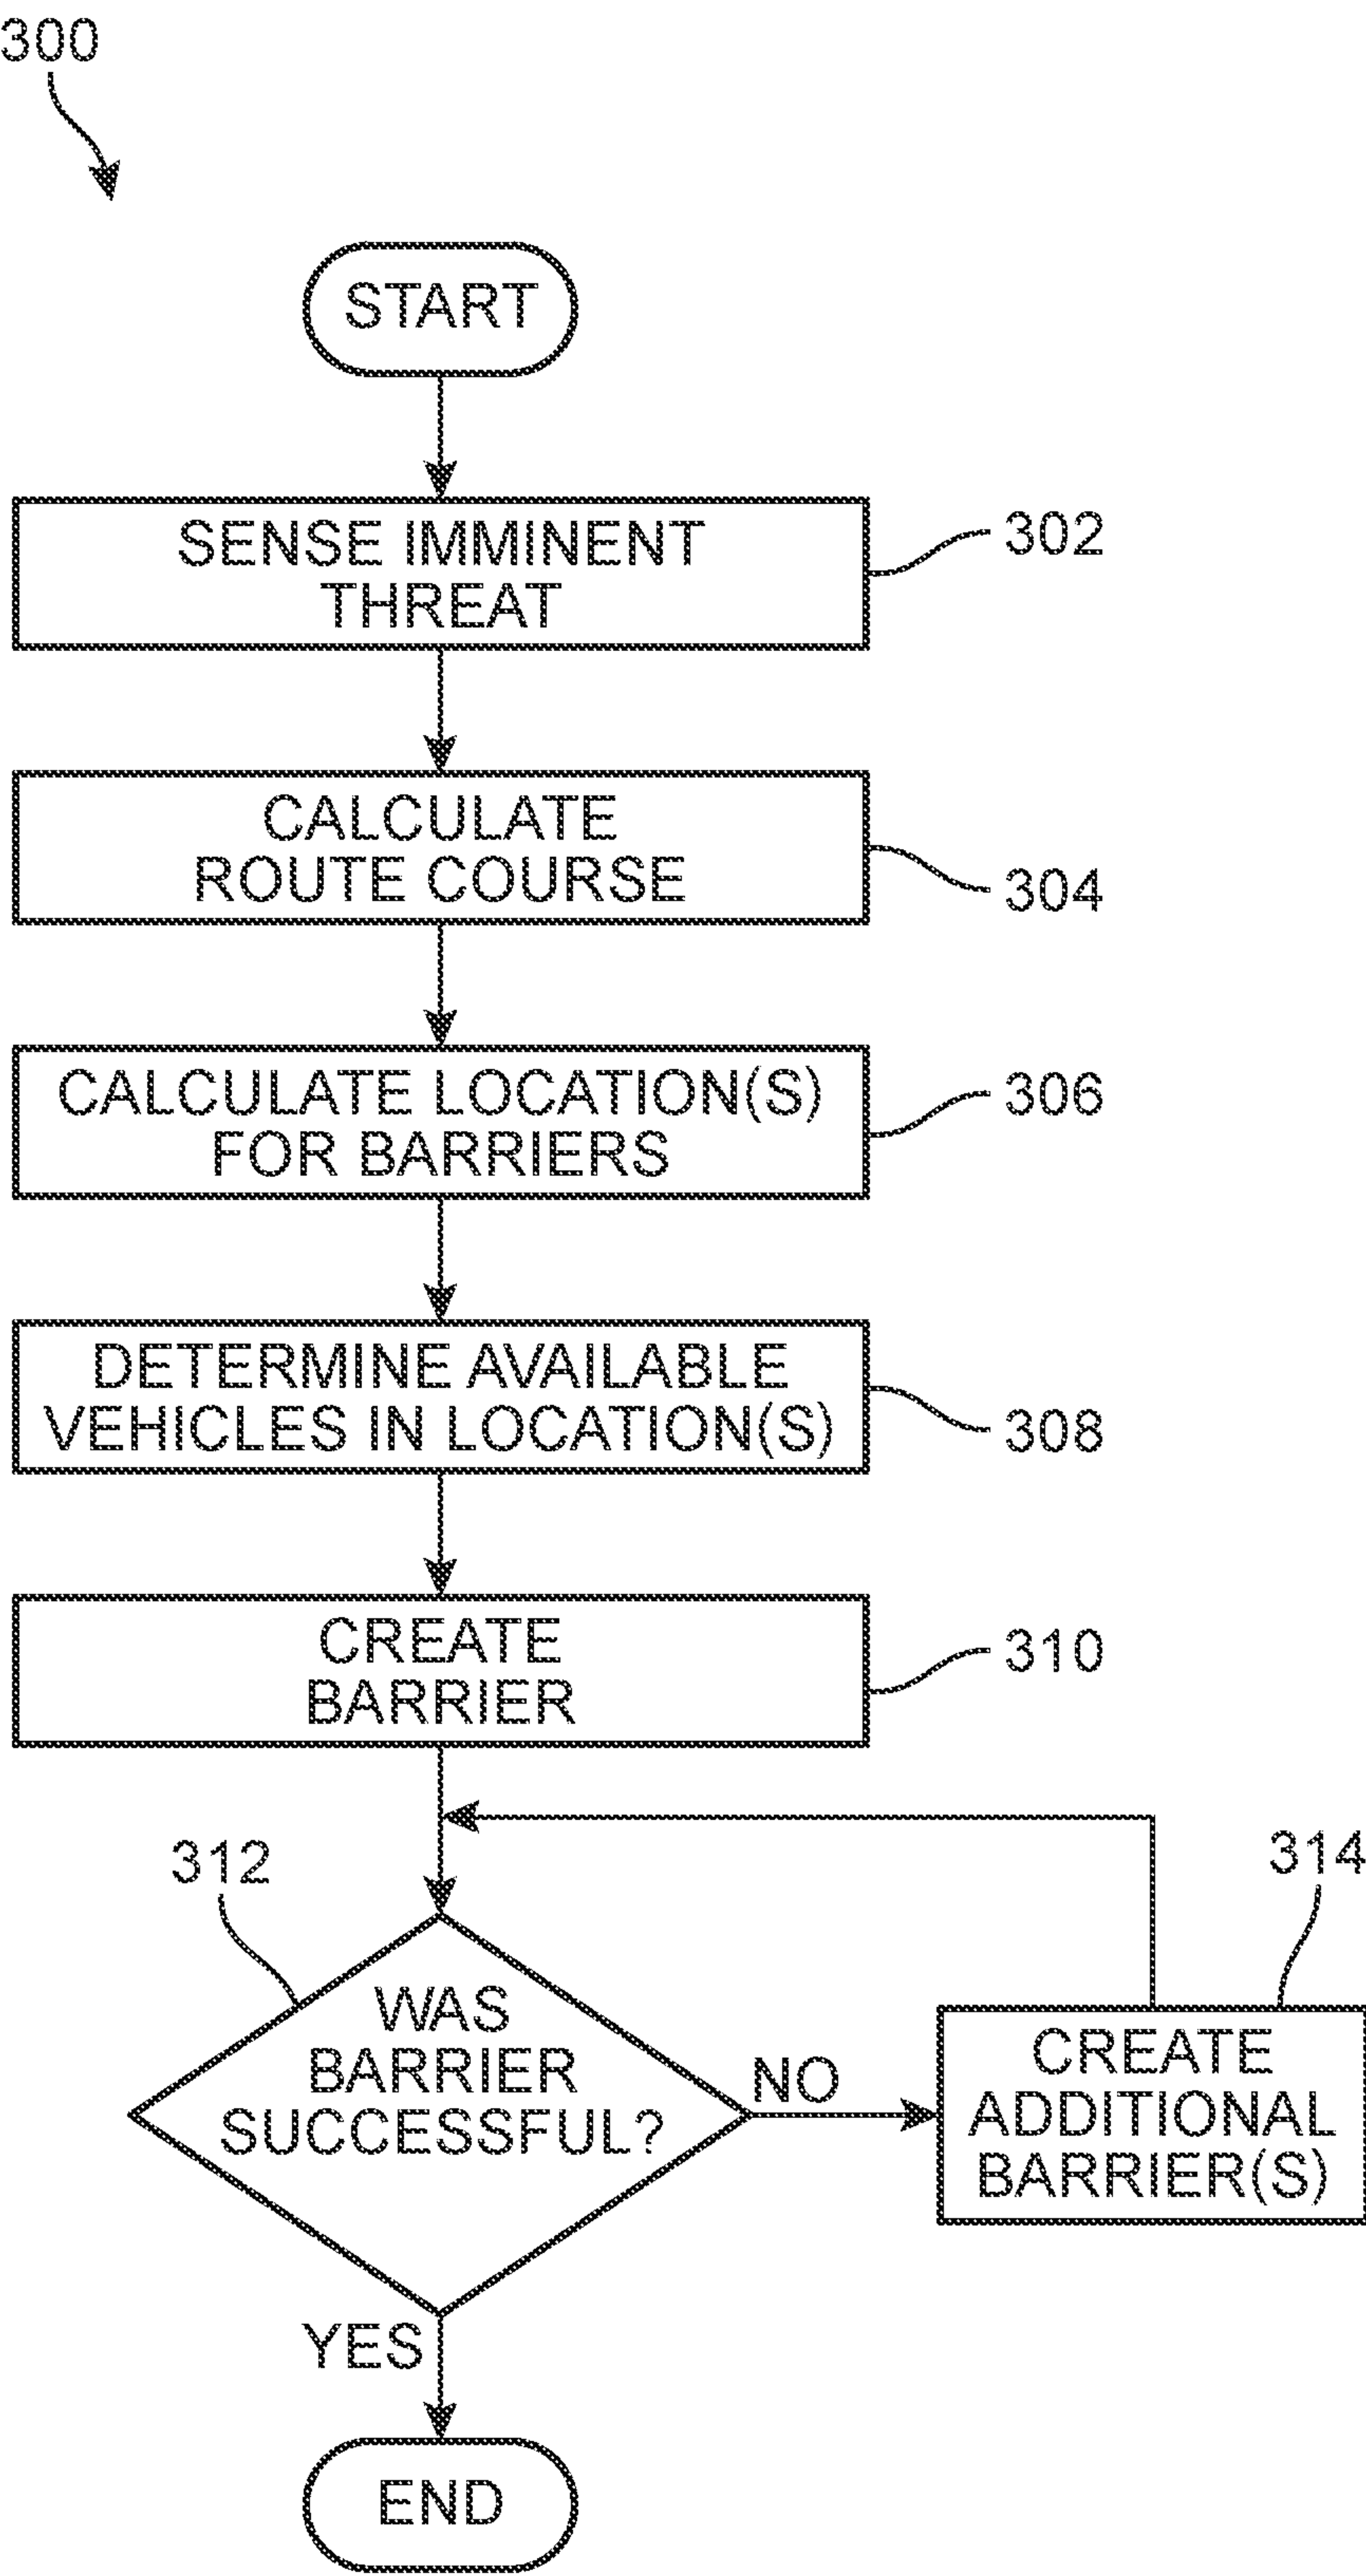 300
START
SENSE IMMINENT
THREAT
302
CALCULATE
ROUTE COURSE
304
CALCULATE LOCATION(S)
FOR BARRIERS
306
DETERMINE AVAILABLE
VEHICLES IN LOCATION(S)
308
CREATE
BARRIER
310
312
WAS
BARRIER
SUCCESSFUL?
NO
314
CREATE
ADDITIONAL
BARRIER(S)
YES
END